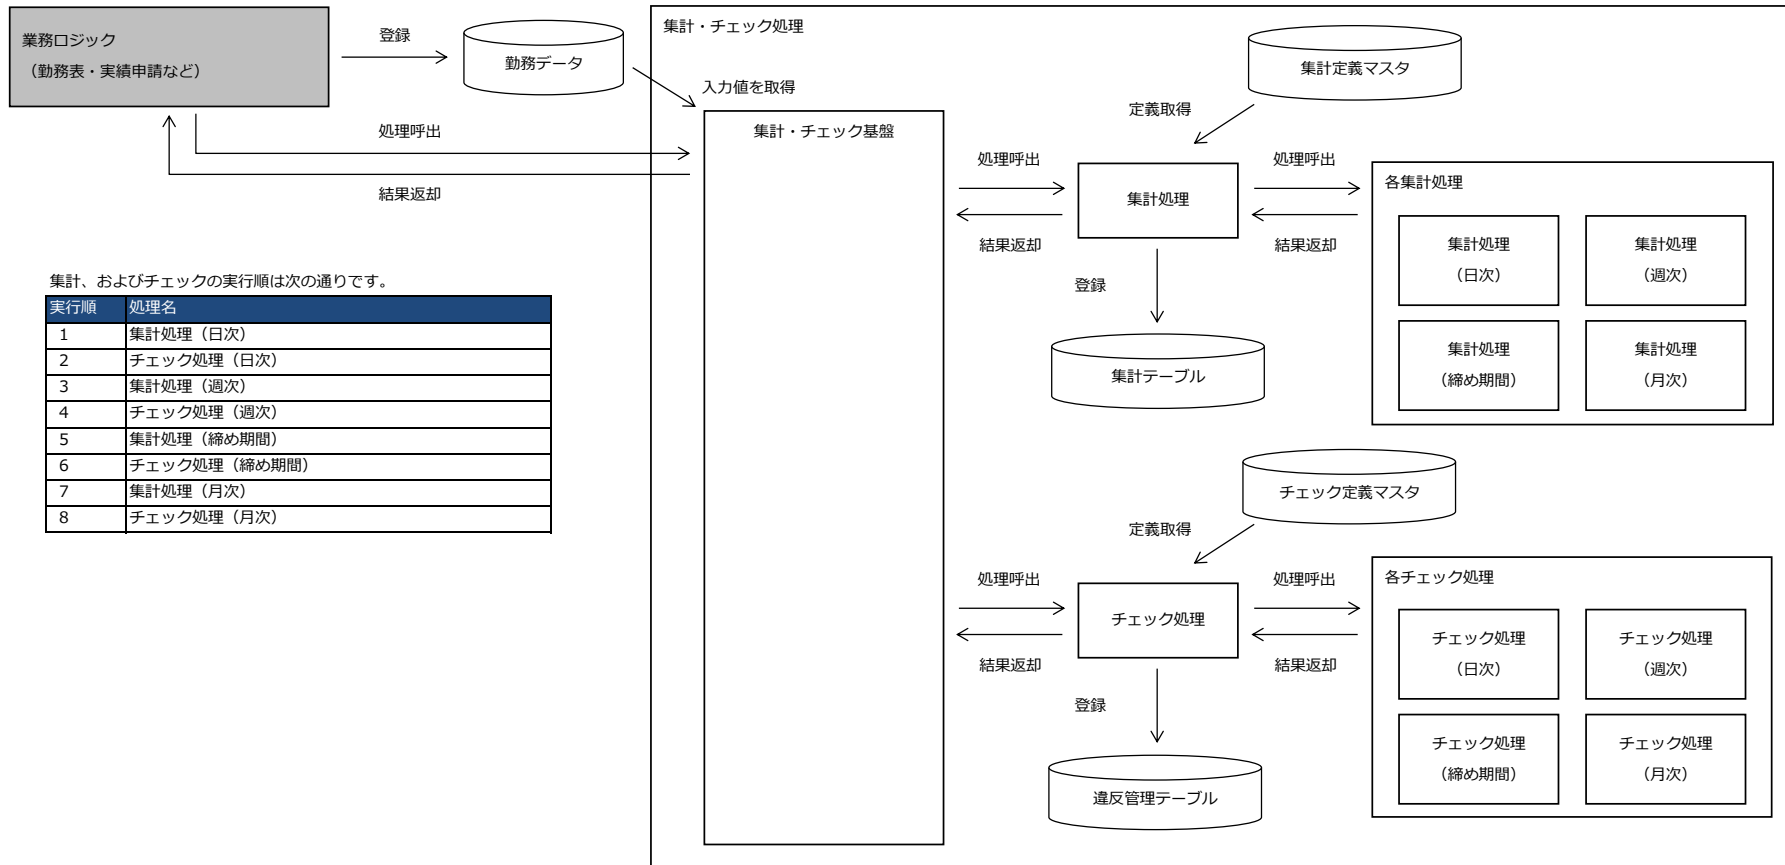 業務ロジック
（勤務表・実績申請など）
登録
勤務データ
処理呼出
結果返却
集計・チェック処理
入力値を取得
集計・チェック基盤
集計定義マスタ
定義取得
処理呼出
集計処理
結果返却
処理呼出
結果返却
登録
集計テーブル
各集計処理
集計処理
（日次）
集計処理
（週次）
集計処理
（締め期間）
集計処理
（月次）
チェック定義マスタ
定義取得
処理呼出
チェック処理
結果返却
処理呼出
結果返却
登録
違反管理テーブル
各チェック処理
チェック処理
（日次）
チェック処理
（週次）
チェック処理
（締め期間）
チェック処理
（月次）
集計、およびチェックの実行順は次の通りです。
実行順 処理名
1 集計処理（日次）
2 チェック処理（日次）
3 集計処理（週次）
4 チェック処理（週次）
5 集計処理（締め期間）
6 チェック処理（締め期間）
7 集計処理（月次）
8 チェック処理（月次）